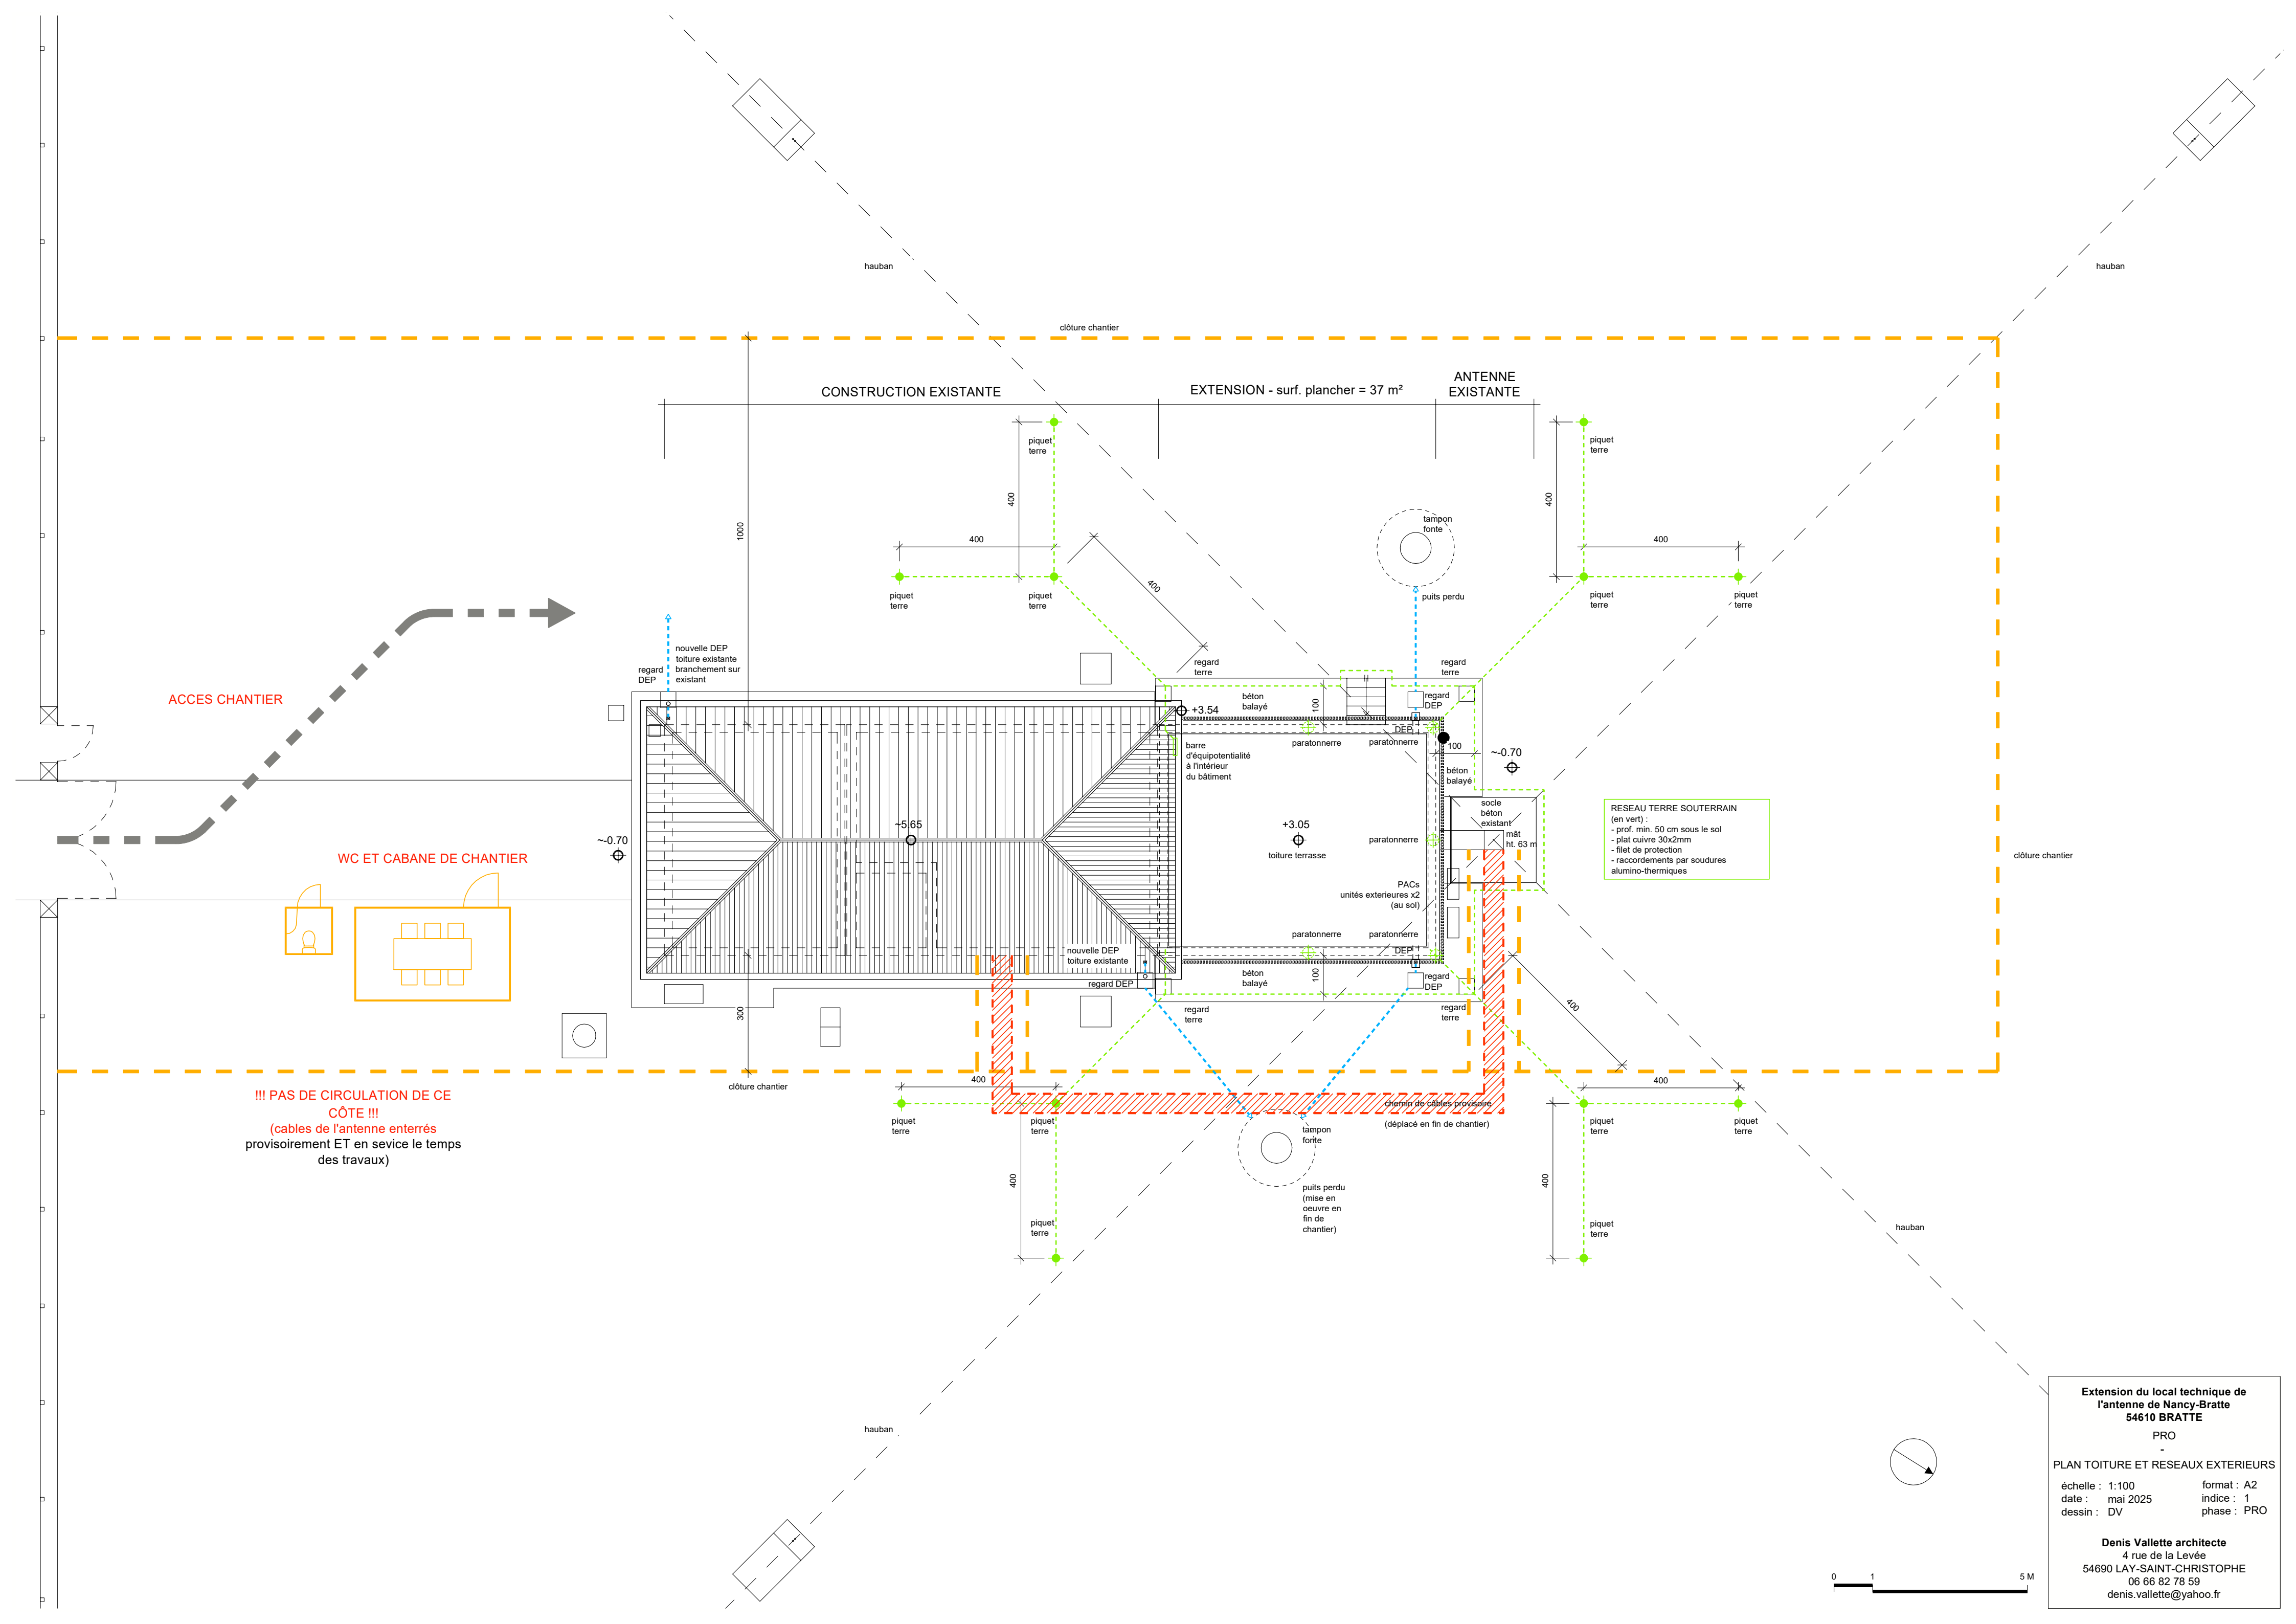 hauban
hauban
clôture chantier
CONSTRUCTION EXISTANTE
EXTENSION - surf. plancher = 37 m²
ANTENNE
EXISTANTE
piquet
terre
400
1000
400
piquet
terre
400
tampon
fonte
400
400
piquet
terre
piquet
terre
puits perdu
piquet
terre
piquet
terre
nouvelle DEP
toiture existante
branchement sur
existant
regard
DEP
regard
terre
regard
terre
ACCES CHANTIER
béton
balayé
100
regard
DEP
+3.54
DEP
barre
d'équipotentialité
à l'intérieur
du bâtiment
paratonnerre
paratonnerre
100
~-0.70
béton
balayé
socle
béton
existant
mât
ht. 63 m
RESEAU TERRE SOUTERRAIN
(en vert) :
- prof. min. 50 cm sous le sol
- plat cuivre 30x2mm
- filet de protection
- raccordements par soudures
alumino-thermiques
~-0.70
~5.65
+3.05
toiture terrasse
paratonnerre
clôture chantier
WC ET CABANE DE CHANTIER
PACs
unités exterieures x2
(au sol)
paratonnerre
paratonnerre
nouvelle DEP
toiture existante
DEP
regard DEP
béton
balayé
100
regard
DEP
regard
terre
regard
terre
300
400
clôture chantier
400
400
!!! PAS DE CIRCULATION DE CE
CÔTE !!!
(cables de l'antenne enterrés
provisoirement ET en sevice le temps
des travaux)
chemin de câbles provisoire
(déplacé en fin de chantier)
piquet
terre
piquet
terre
tampon
fonte
piquet
terre
piquet
terre
400
400
puits perdu
(mise en
oeuvre en
fin de
chantier)
piquet
terre
piquet
terre
hauban
hauban
Extension du local technique de
l'antenne de Nancy-Bratte
54610 BRATTE
PRO
-
PLAN TOITURE ET RESEAUX EXTERIEURS
échelle : 1:100 format : A2
date : mai 2025 indice : 1
dessin : DV phase : PRO
Denis Vallette architecte
4 rue de la Levée
54690 LAY-SAINT-CHRISTOPHE
06 66 82 78 59
denis.vallette@yahoo.fr
0 1 5 M